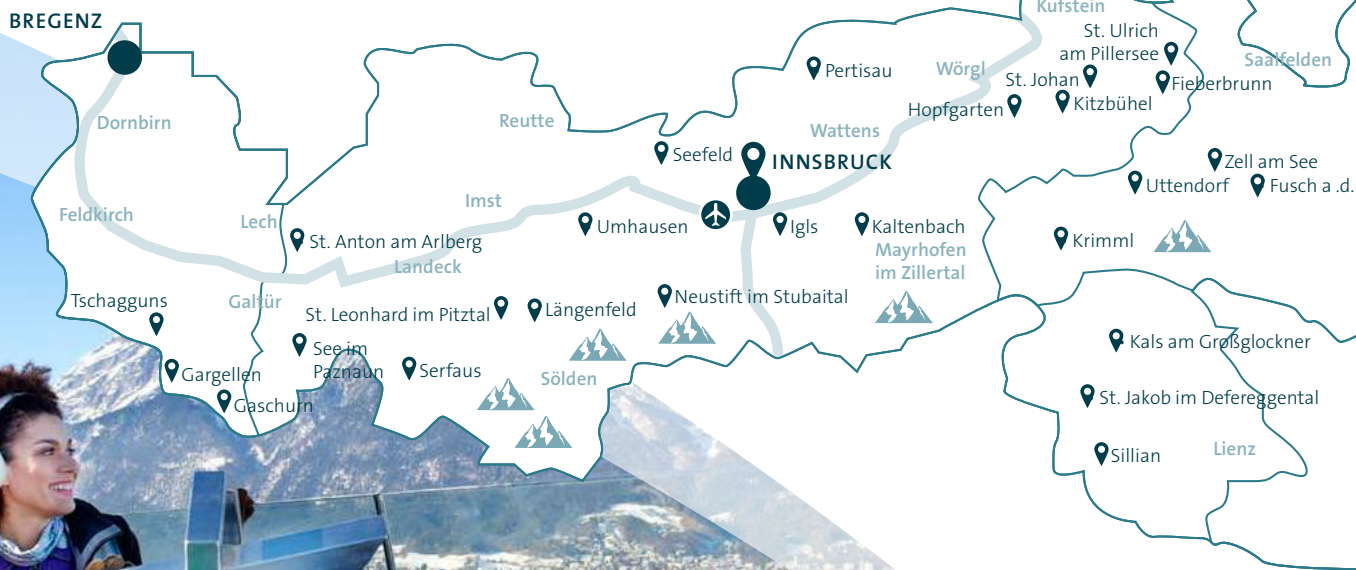 BREGENZ
Kufstein
St. Ulrich
am Pillersee
Saalfelden
Pertisau
Wörgl
St. Johan
Fieberbrunn
Hopfgarten
Kitzbühel
Dornbirn
Reutte
Wattens
Seefeld
INNSBRUCK
Zell am See
Uttendorf
Fusch a .d.
Imst
Feldkirch
Lech
St. Anton am Arlberg
Umhausen
Igls
Kaltenbach
Krimml
Mayrhofen
im Zillertal
Landeck
Tschagguns
Galtür
St. Leonhard im Pitztal
Längenfeld
Neustift im Stubaital
See im
Paznaun
Serfaus
Kals am Großglockner
Gargellen
Sölden
Gaschurn
St. Jakob im Defereggental
Sillian
Lienz